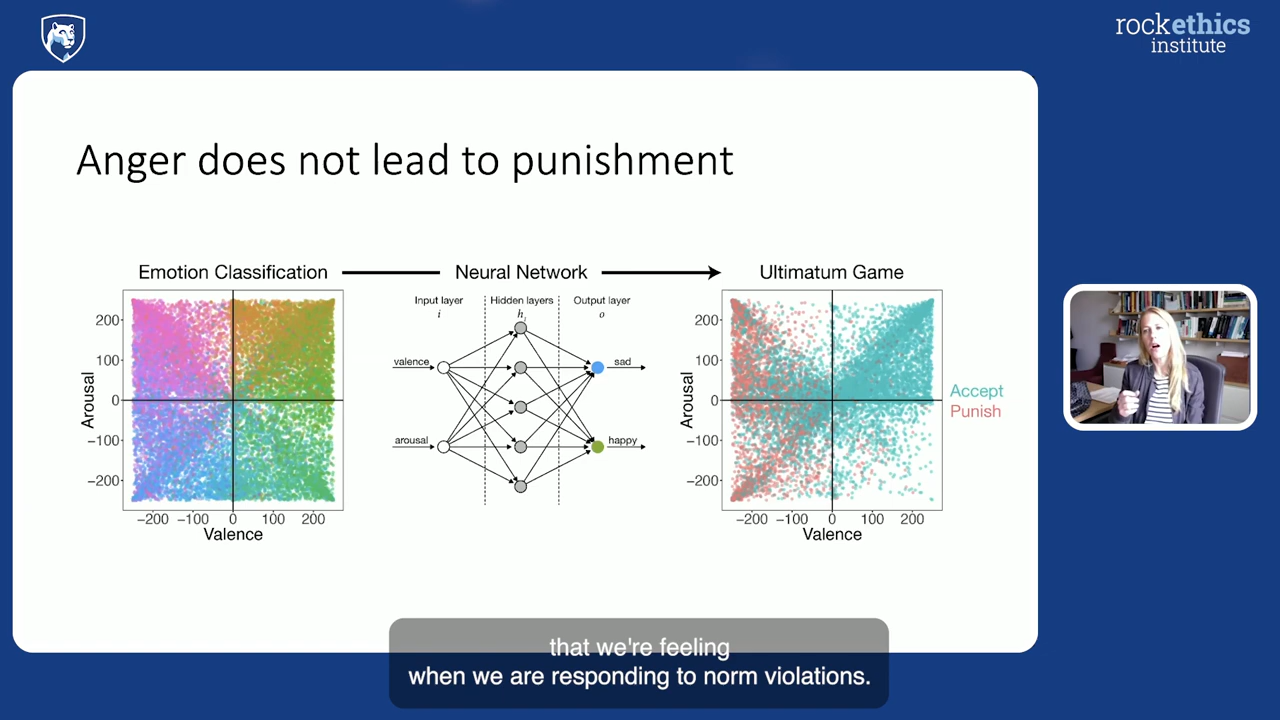 rockethics
institute
Anger does not lead to punishment
Emotion Classification
Neural Network
Ultimatum Game
Input layer
i
Hidden layers
h
Output layer
o
200
100
0
−100
−200
Arousal
−200 −100 0 100 200
Valence
valence
arousal
sad
happy
200
100
0
−100
−200
Arousal
−200 −100 0 100 200
Valence
Accept
Punish
that we're feeling
when we are responding to norm violations.